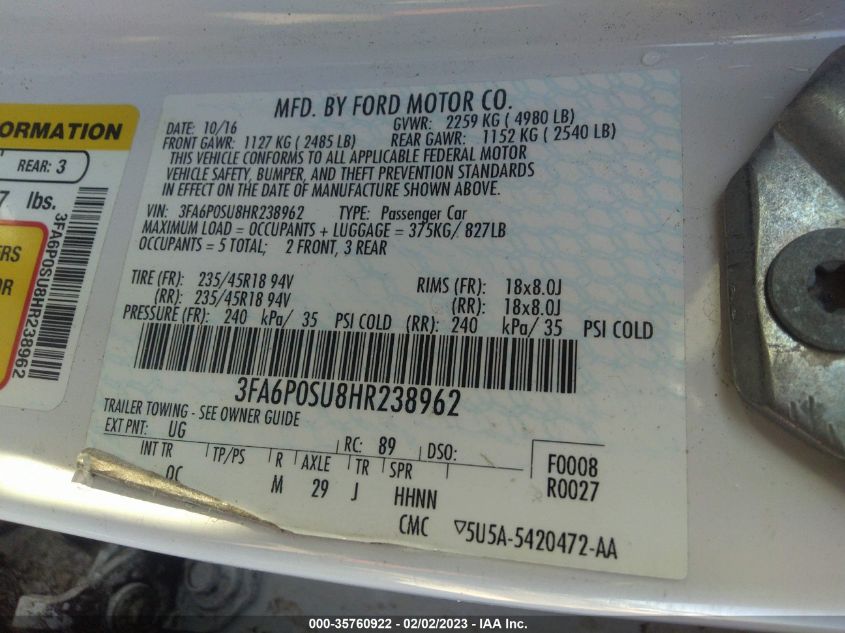 ORMATION
REAR: 3
7 lbs.
ERS
OR
3FA6P0SU8HR238962
MFD. BY FORD MOTOR CO.
DATE: 10/16 GVWR: 2259 KG ( 4980 LB)
FRONT GAWR: 1127 KG ( 2485 LB) REAR GAWR: 1152 KG ( 2540 LB)
THIS VEHICLE CONFORMS TO ALL APPLICABLE FEDERAL MOTOR
VEHICLE SAFETY, BUMPER, AND THEFT PREVENTION STANDARDS
IN EFFECT ON THE DATE OF MANUFACTURE SHOWN ABOVE.
VIN: 3FA6P0SU8HR238962 TYPE: Passenger Car
MAXIMUM LOAD = OCCUPANTS + LUGGAGE = 375KG/ 827LB
OCCUPANTS = 5 TOTAL; 2 FRONT, 3 REAR
TIRE (FR): 235/45R18 94V RIMS (FR): 18x8.0J
(RR): 235/45R18 94V (RR): 18x8.0J
PRESSURE (FR): 240 kPa/ 35 PSI COLD (RR): 240 kPa/ 35 PSI COLD
3FA6P0SU8HR238962
TRAILER TOWING - SEE OWNER GUIDE
EXT PNT: UG RC: 89 DSO:
INT TR TP/PS R AXLE TR SPR F0008
M 29 J HHNN R0027
CMC ▽5U5A-5420472-AA
000-35760922 - 02/02/2023 - IAA Inc.